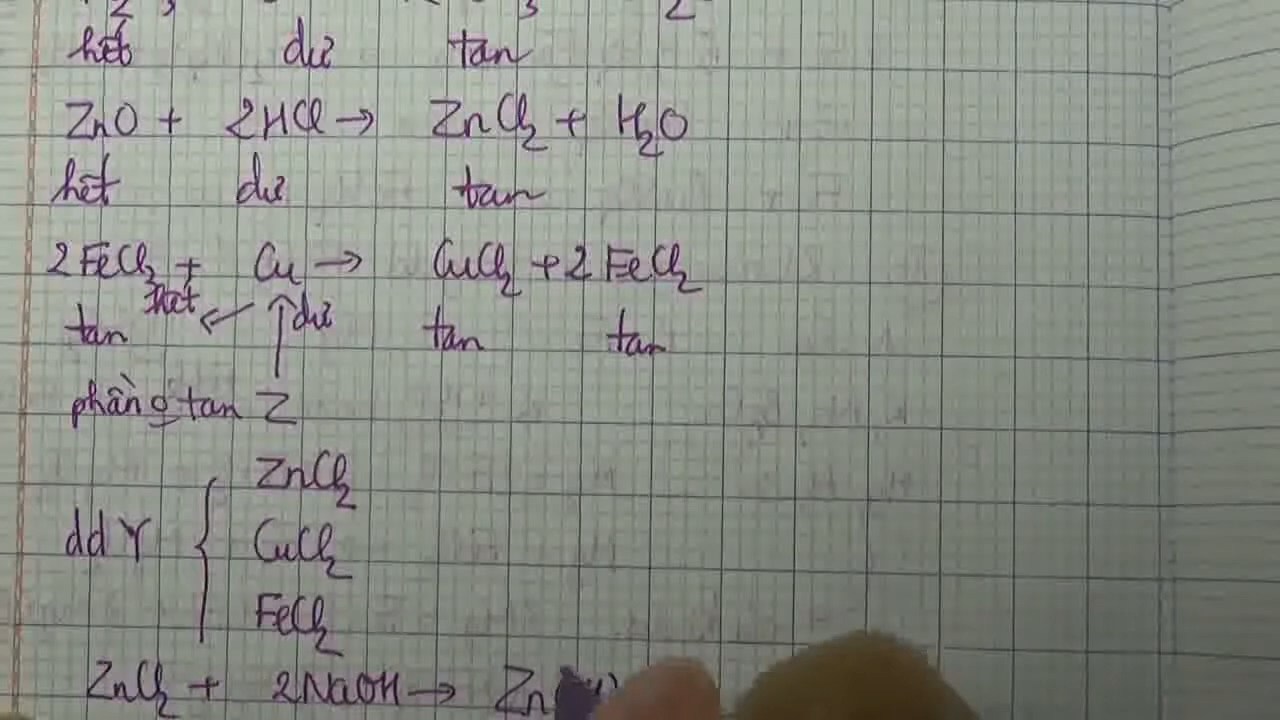 hết dư tan
ZnO + 2HCl → ZnCl₂ + H₂O
hết dư tan
2FeCl₃ + Cu → CuCl₂ + 2FeCl₂
hết dư
tan tan tan
phần o tan Z
ZnCl₂
dd Y { CuCl₂
FeCl₂
ZnCl₂ + 2NaOH → Zn(